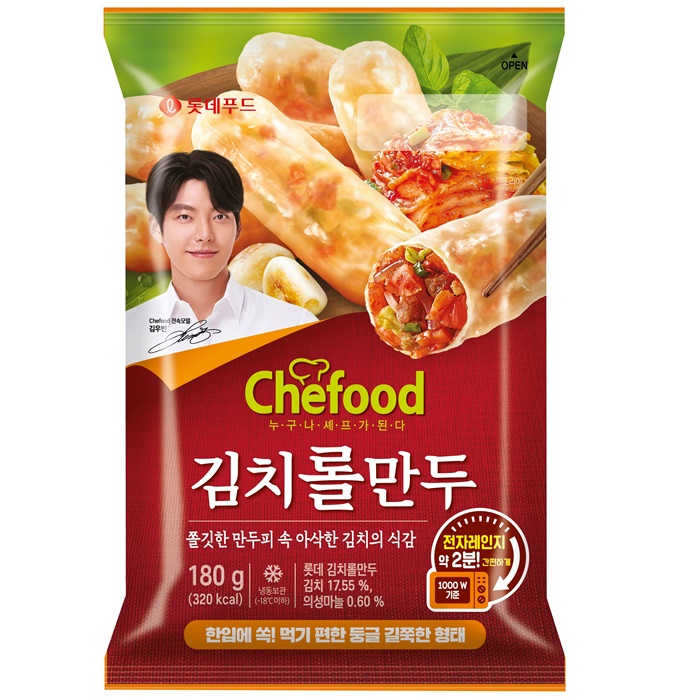 OPEN
롯데푸드
Chefood 전속모델
김우빈
Chefood
누·구·나·셰·프·가·된·다
김치롤만두
쫄깃한 만두피 속 아삭한 김치의 식감
180 g
(320 kcal)
냉동보관
(-18℃이하)
롯데 김치롤만두
김치 17.55 %,
의성마늘 0.60 %
전자레인지
약 2분! 간편하게
1000 W
기준
한입에 쏙! 먹기 편한 둥글 길쭉한 형태